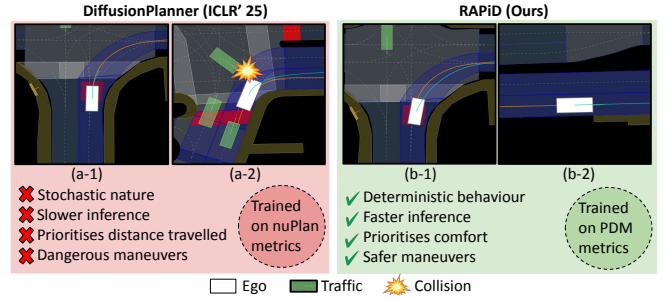 DiffusionPlanner (ICLR' 25)
(a-1)
(a-2)
Stochastic nature
Slower inference
Prioritises distance travelled
Dangerous maneuvers
Trained
on nuPlan
metrics
RAPiD (Ours)
(b-1)
(b-2)
Deterministic behaviour
Faster inference
Prioritises comfort
Safer maneuvers
Trained
on PDM
metrics
Ego
Traffic
Collision